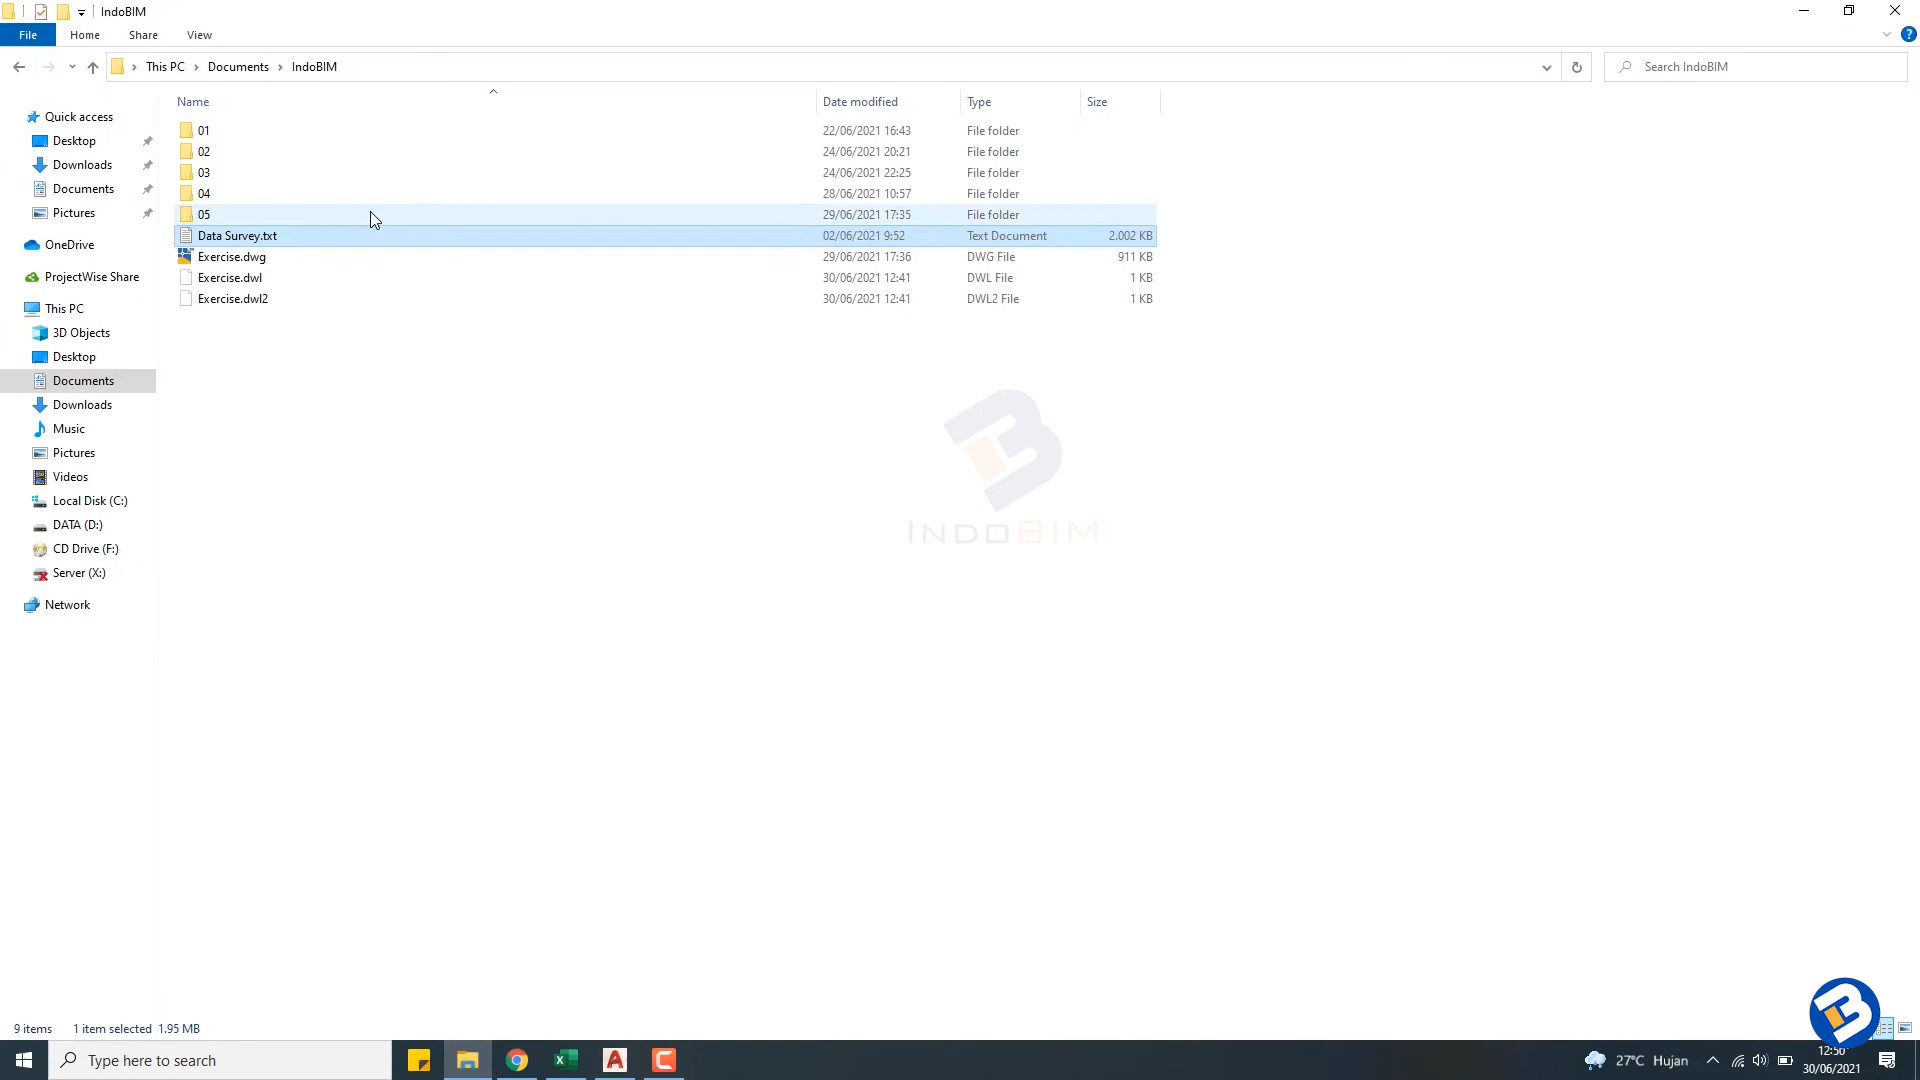 IndoBIM
File Home Share View
This PC Documents IndoBIM
Search IndoBIM
Name Date modified Type Size
01 22/06/2021 16:43 File folder
02 24/06/2021 20:21 File folder
03 24/06/2021 22:25 File folder
04 28/06/2021 10:57 File folder
05 29/06/2021 17:35 File folder
Data Survey.txt 02/06/2021 9:52 Text Document 2.002 KB
Exercise.dwg 29/06/2021 17:36 DWG File 911 KB
Exercise.dwl 30/06/2021 12:41 DWL File 1 KB
Exercise.dwl2 30/06/2021 12:41 DWL2 File 1 KB
Quick access
Desktop
Downloads
Documents
Pictures
OneDrive
ProjectWise Share
This PC
3D Objects
Desktop
Documents
Downloads
Music
Pictures
Videos
Local Disk (C:)
DATA (D:)
CD Drive (F:)
Server (X:)
Network
INDOBIM
9 items 1 item selected 1.95 MB
Type here to search
27°C Hujan
12:50
30/06/2021